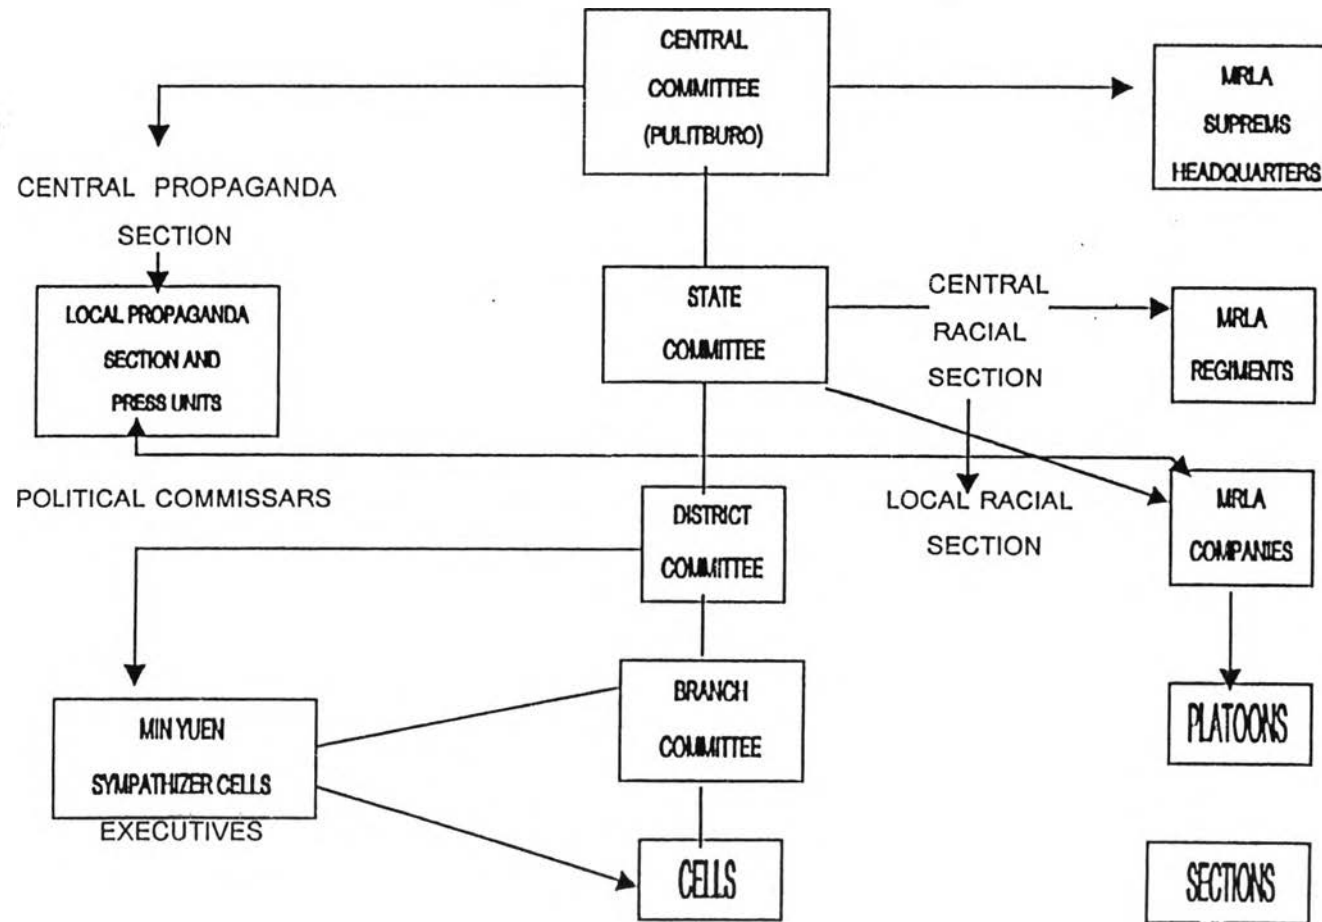 CENTRAL
COMMITTEE
(PULITBURO)
MRLA
SUPREMS
HEADQUARTERS
CENTRAL PROPAGANDA
SECTION
LOCAL PROPAGANDA
SECTION AND
PRESS UNITS
STATE
COMMITTEE
CENTRAL
RACIAL
SECTION
MRLA
REGIMENTS
POLITICAL COMMISSARS
DISTRICT
COMMITTEE
LOCAL RACIAL
SECTION
MRLA
COMPANIES
MIN YUEN
SYMPATHIZER CELLS
EXECUTIVES
BRANCH
COMMITTEE
PLATOONS
CELLS
SECTIONS